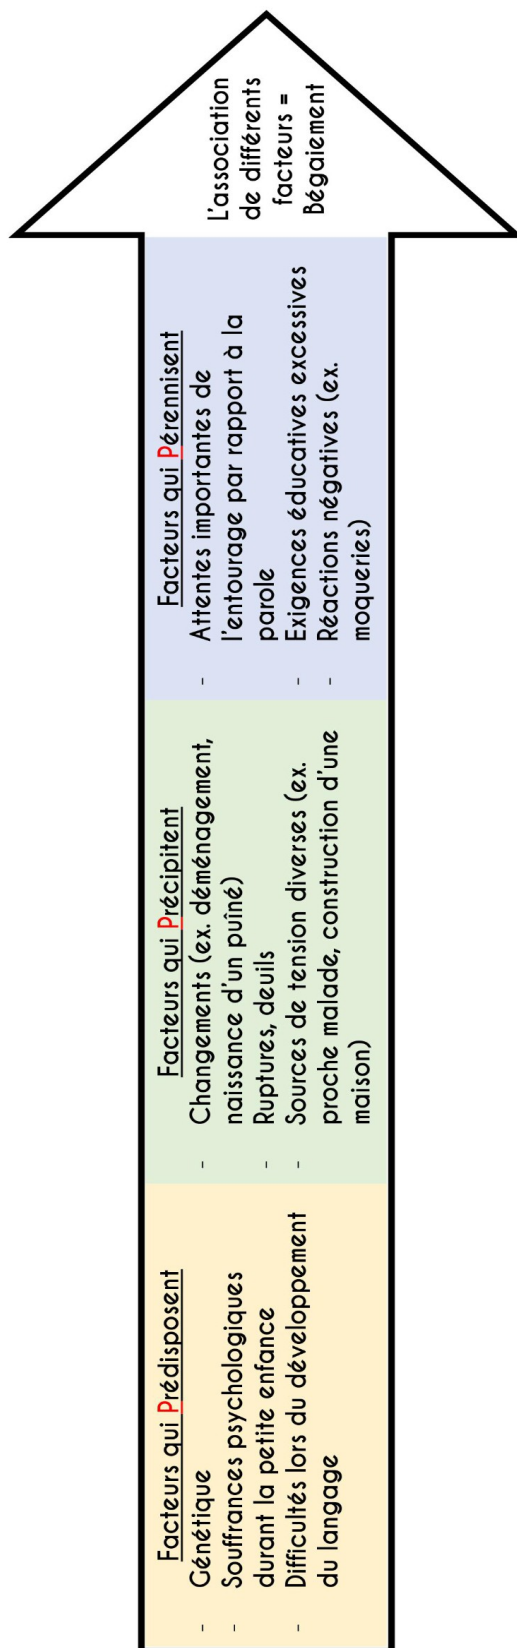 Facteurs qui Prédisposent
- Génétique
- Souffrances psychologiques
durant la petite enfance
- Difficultés lors du développement
du langage
Facteurs qui Précipitent
- Changements (ex. déménagement,
naissance d'un puîné)
- Ruptures, deuils
- Sources de tension diverses (ex.
proche malade, construction d'une
maison)
Facteurs qui Pérennisent
- Attentes importantes de
l'entourage par rapport à la
parole
- Exigences éducatives excessives
- Réactions négatives (ex.
moqueries)
L'association
de différents
facteurs =
Bégaiement